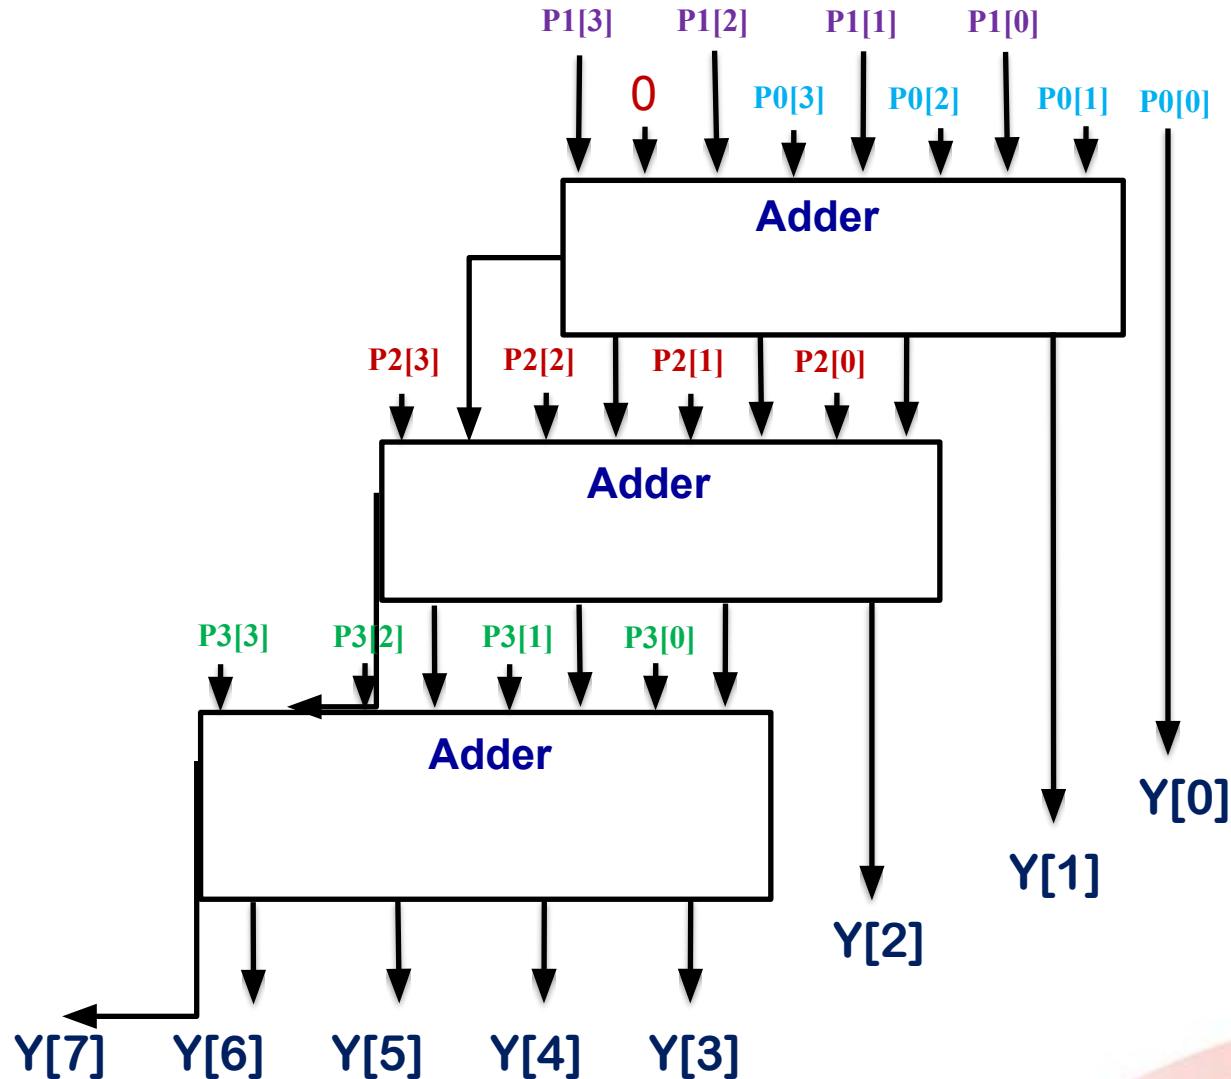 P1[3] P1[2] P1[1] P1[0]
0 P0[3] P0[2] P0[1] P0[0]
Adder
P2[3] P2[2] P2[1] P2[0]
Adder
P3[3] P3[2] P3[1] P3[0]
Adder
Y[0]
Y[1]
Y[2]
Y[7] Y[6] Y[5] Y[4] Y[3]